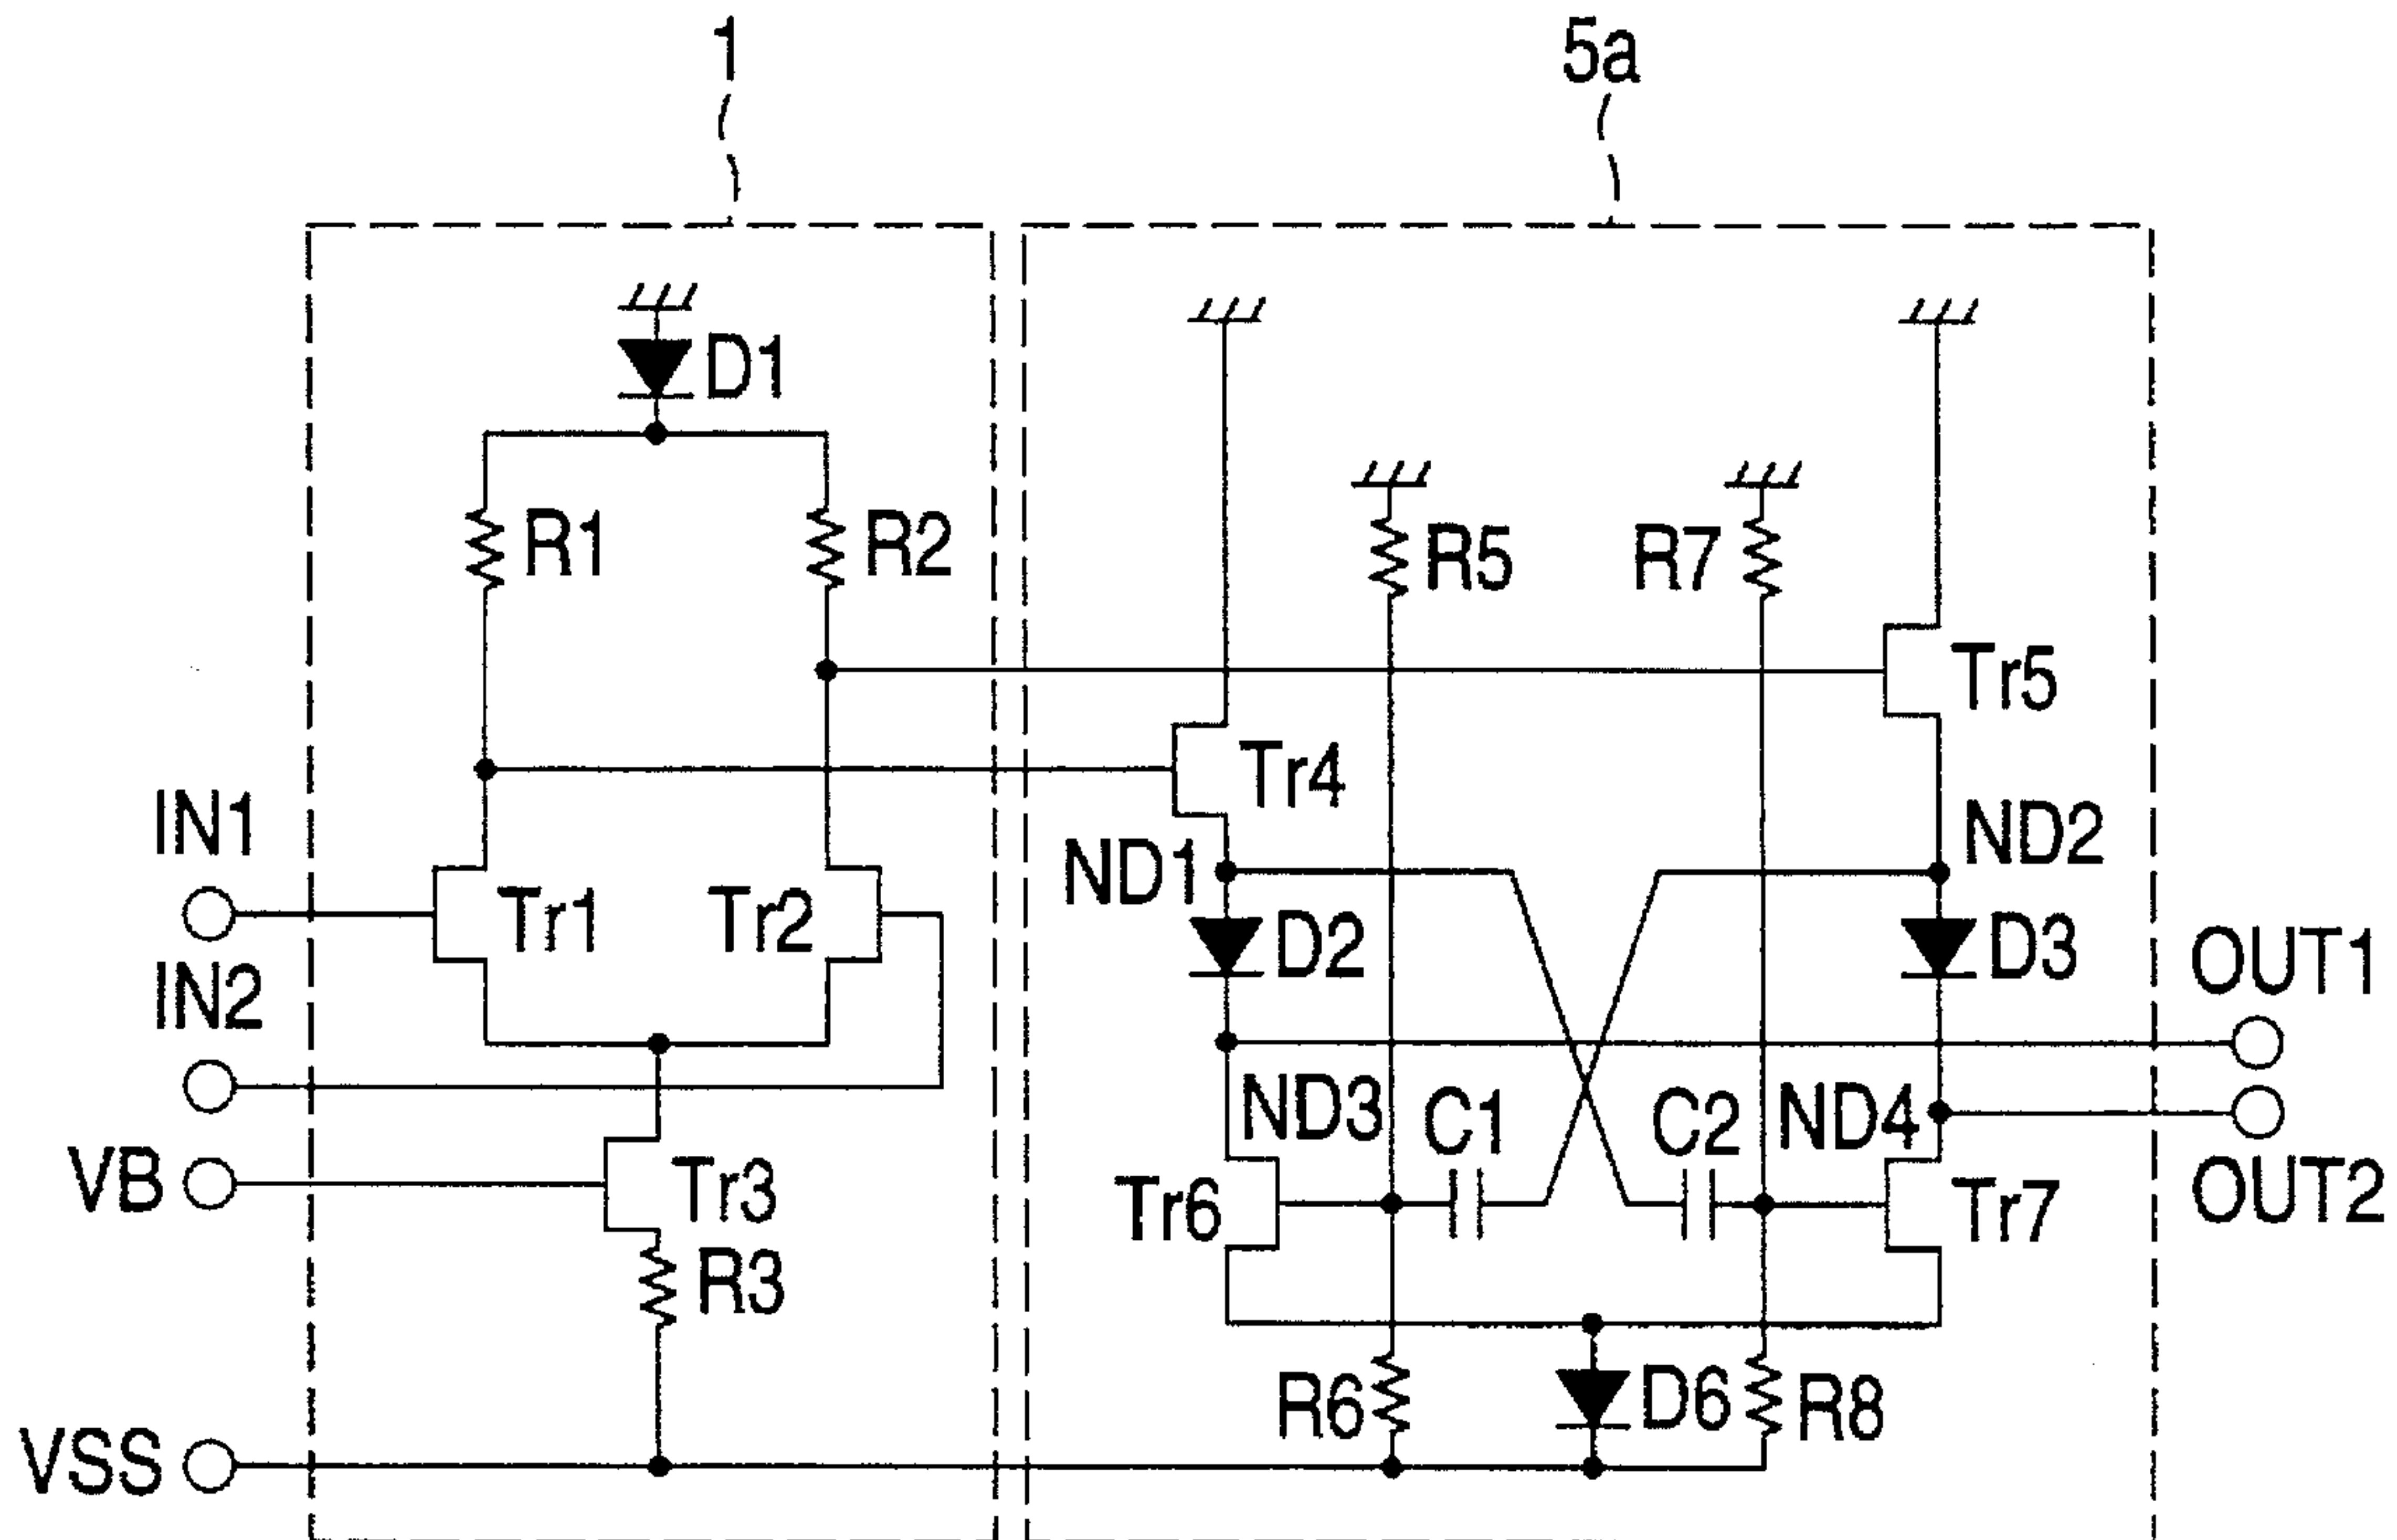 1
5a
D1
R1
R2
R5
R7
Tr5
Tr4
IN1
ND1
ND2
Tr1
Tr2
D2
D3
OUT1
IN2
ND3
C1
C2
ND4
VB
Tr3
Tr6
Tr7
OUT2
R3
R6
D6
R8
VSS